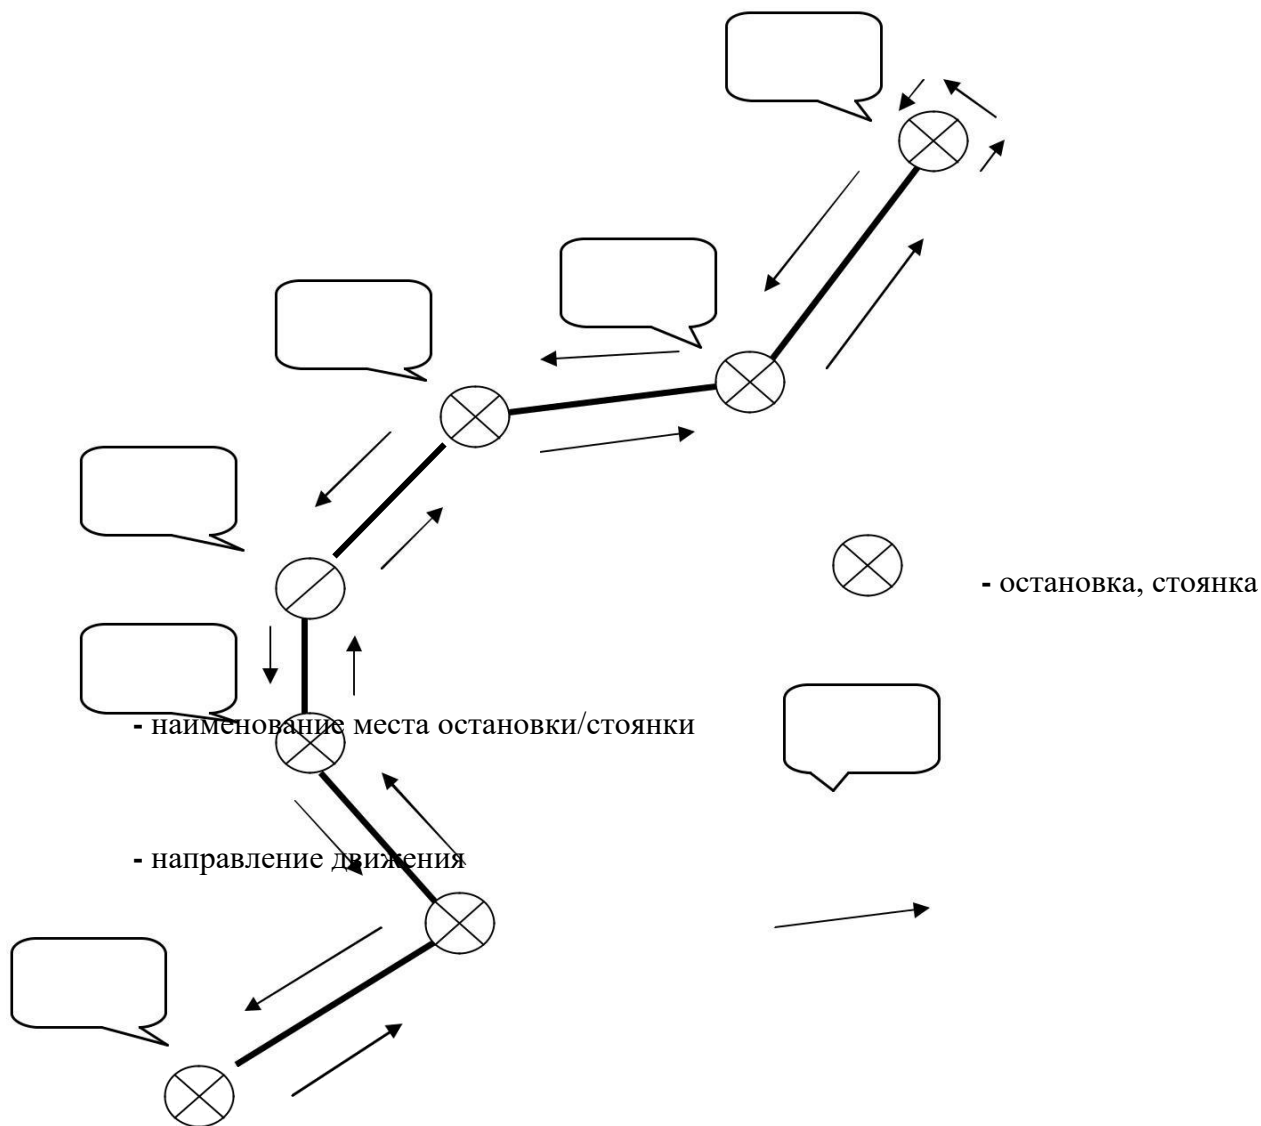 - остановка, стоянка
- наименование места остановки/стоянки
- направление движения